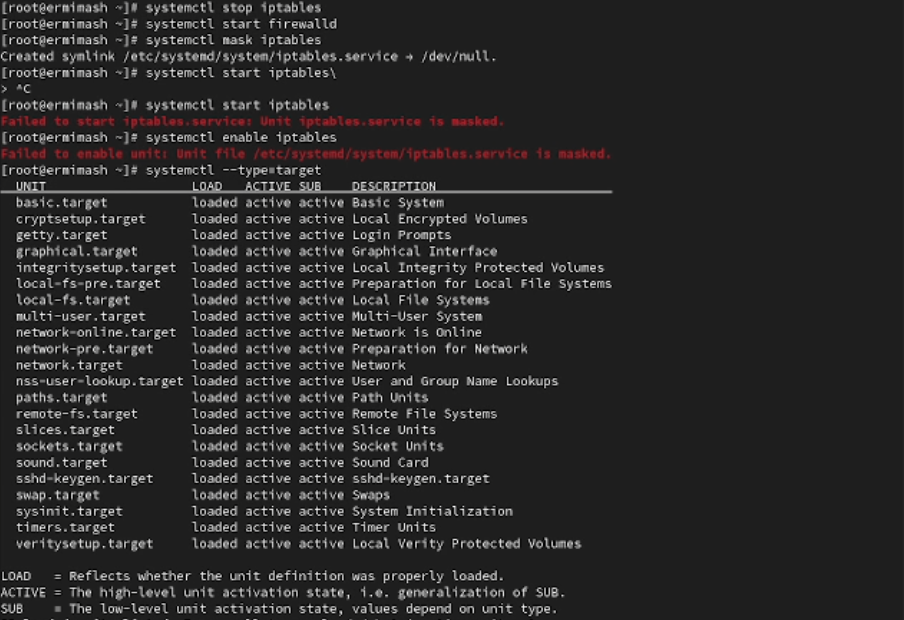 [root@ermimash ~]# systemctl stop iptables
[root@ermimash ~]# systemctl start firewalld
[root@ermimash ~]# systemctl mask iptables
Created symlink /etc/systemd/system/iptables.service → /dev/null.
[root@ermimash ~]# systemctl start iptables\
> ^C
[root@ermimash ~]# systemctl start iptables
Failed to start iptables.service: Unit iptables.service is masked.
[root@ermimash ~]# systemctl enable iptables
Failed to enable unit: Unit file /etc/systemd/system/iptables.service is masked.
[root@ermimash ~]# systemctl --type=target
UNIT LOAD ACTIVE SUB DESCRIPTION
basic.target loaded active active Basic System
cryptsetup.target loaded active active Local Encrypted Volumes
getty.target loaded active active Login Prompts
graphical.target loaded active active Graphical Interface
integritysetup.target loaded active active Local Integrity Protected Volumes
local-fs-pre.target loaded active active Preparation for Local File Systems
local-fs.target loaded active active Local File Systems
multi-user.target loaded active active Multi-User System
network-online.target loaded active active Network is Online
network-pre.target loaded active active Preparation for Network
network.target loaded active active Network
nss-user-lookup.target loaded active active User and Group Name Lookups
paths.target loaded active active Path Units
remote-fs.target loaded active active Remote File Systems
slices.target loaded active active Slice Units
sockets.target loaded active active Socket Units
sound.target loaded active active Sound Card
sshd-keygen.target loaded active active sshd-keygen.target
swap.target loaded active active Swaps
sysinit.target loaded active active System Initialization
timers.target loaded active active Timer Units
veritysetup.target loaded active active Local Verity Protected Volumes
LOAD = Reflects whether the unit definition was properly loaded.
ACTIVE = The high-level unit activation state, i.e. generalization of SUB.
SUB = The low-level unit activation state, values depend on unit type.